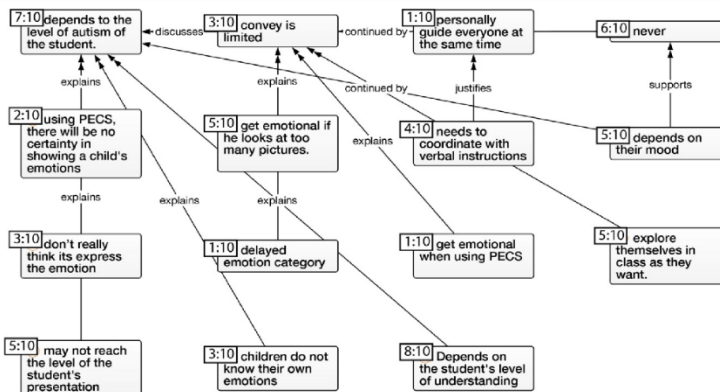 7:10 depends to the
level of autism of
the student.
discusses
3:10 convey is
limited
continued by
1:10 personally
guide everyone at
the same time
6:10 never
explains
explains
continued by
justifies
supports
2:10 using PECS,
there will be no
certainty in
showing a child's
emotions
5:10 get emotional if
he looks at too
many pictures.
explains
4:10 needs to
coordinate with
verbal instructions
5:10 depends on
their mood
explains
explains
explains
3:10 don't really
think its express
the emotion
1:10 delayed
emotion category
1:10 get emotional
when using PECS
5:10 explore
themselves in
class as they
want.
5:10 may not reach
the level of the
student's
presentation
3:10 children do not
know their own
emotions
8:10 Depends on
the student's level
of understanding